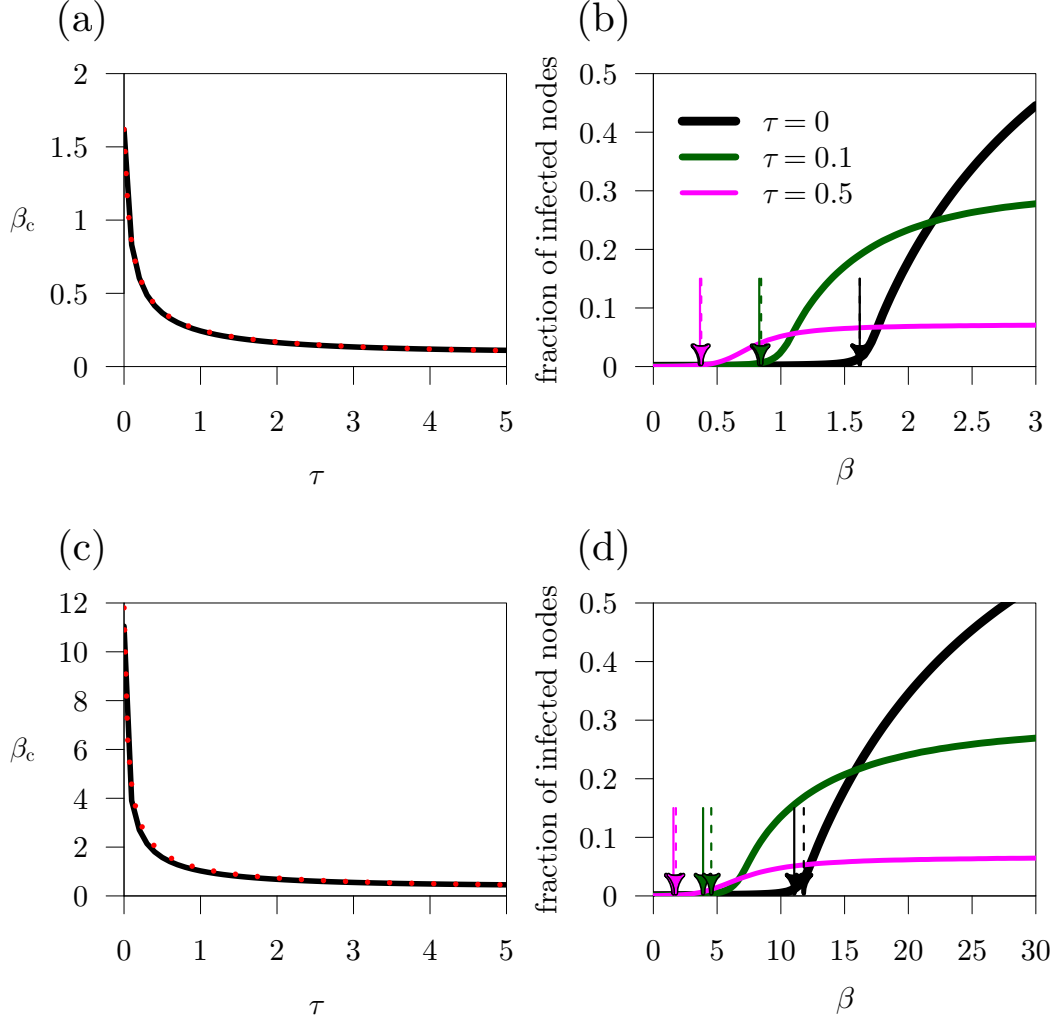 (a)
2
1.5
1
0.5
0
β_c
0 1 2 3 4 5
τ
(b)
fraction of infected nodes
0.5
0.4
0.3
0.2
0.1
0
τ = 0
τ = 0.1
τ = 0.5
0 0.5 1 1.5 2 2.5 3
β
(c)
12
10
8
6
4
2
0
β_c
0 1 2 3 4 5
τ
(d)
fraction of infected nodes
0.5
0.4
0.3
0.2
0.1
0
0 5 10 15 20 25 30
β